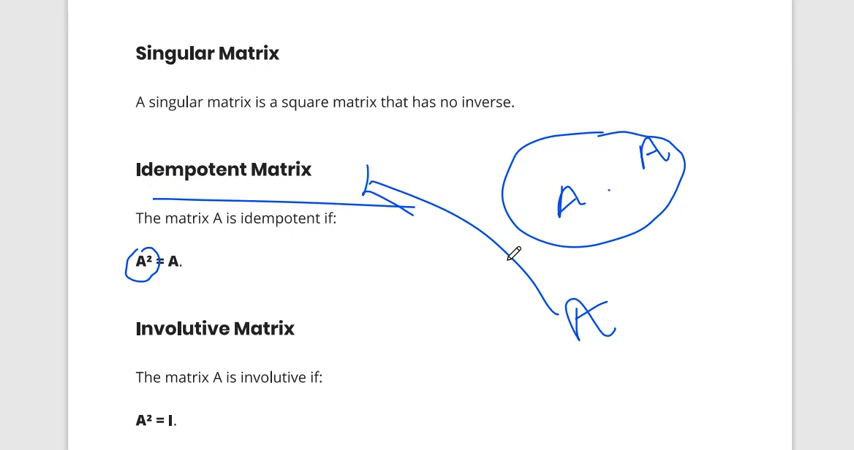 Singular Matrix
A singular matrix is a square matrix that has no inverse.
A
Idempotent Matrix
A .
The matrix A is idempotent if:
A² = A.
A
Involutive Matrix
The matrix A is involutive if:
A² = I.